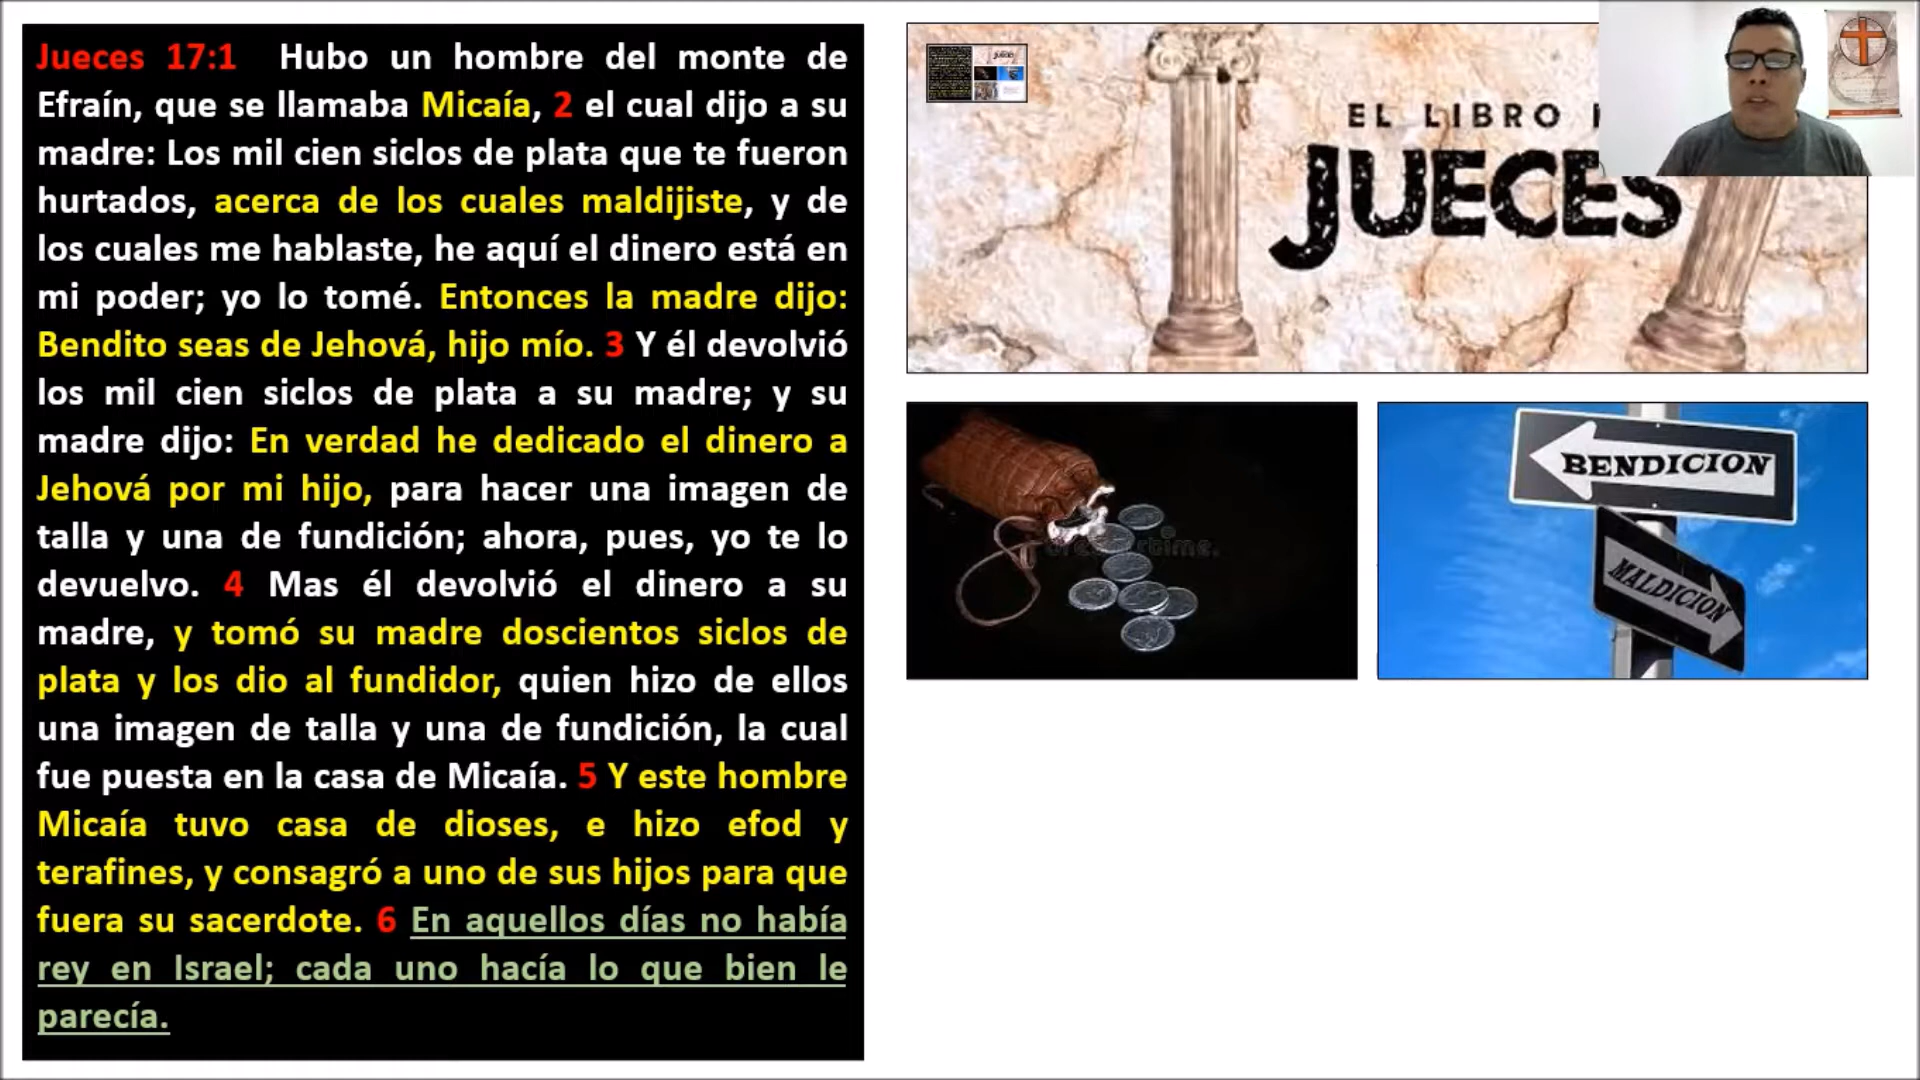 Jueces 17:1 Hubo un hombre del monte de
Efraín, que se llamaba Micaía, 2 el cual dijo a su
madre: Los mil cien siclos de plata que te fueron
hurtados, acerca de los cuales maldijiste, y de
los cuales me hablaste, he aquí el dinero está en
mi poder; yo lo tomé. Entonces la madre dijo:
Bendito seas de Jehová, hijo mío. 3 Y él devolvió
los mil cien siclos de plata a su madre; y su
madre dijo: En verdad he dedicado el dinero a
Jehová por mi hijo, para hacer una imagen de
talla y una de fundición; ahora, pues, yo te lo
devuelvo. 4 Mas él devolvió el dinero a su
madre, y tomó su madre doscientos siclos de
plata y los dio al fundidor, quien hizo de ellos
una imagen de talla y una de fundición, la cual
fue puesta en la casa de Micaía. 5 Y este hombre
Micaía tuvo casa de dioses, e hizo efod y
terafines, y consagró a uno de sus hijos para que
fuera su sacerdote. 6 En aquellos días no había
rey en Israel; cada uno hacía lo que bien le
parecía.
EL LIBRO
JUECES
BENDICION
MALDICION